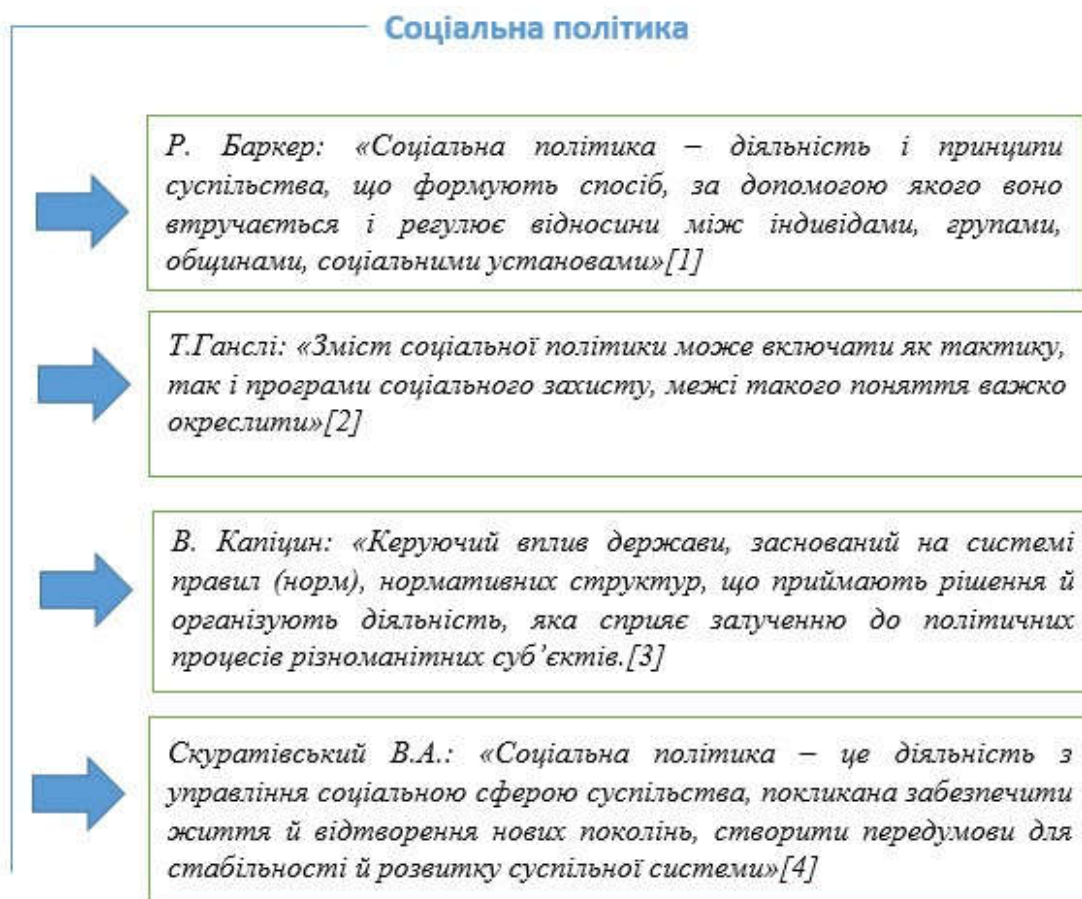 Соціальна політика
Р. Баркер: «Соціальна політика – діяльність і принципи
суспільства, що формують спосіб, за допомогою якого воно
втручається і регулює відносини між індивідами, групами,
общинами, соціальними установами»[1]
Т.Ганслі: «Зміст соціальної політики може включати як тактику,
так і програми соціального захисту, межі такого поняття важко
окреслити»[2]
В. Капіцин: «Керуючий вплив держави, заснований на системі
правил (норм), нормативних структур, що приймають рішення й
організують діяльність, яка сприяє залученню до політичних
процесів різноманітних суб’єктів.[3]
Скуратівський В.А.: «Соціальна політика – це діяльність з
управління соціальною сферою суспільства, покликана забезпечити
життя й відтворення нових поколінь, створити передумови для
стабільності й розвитку суспільної системи»[4]